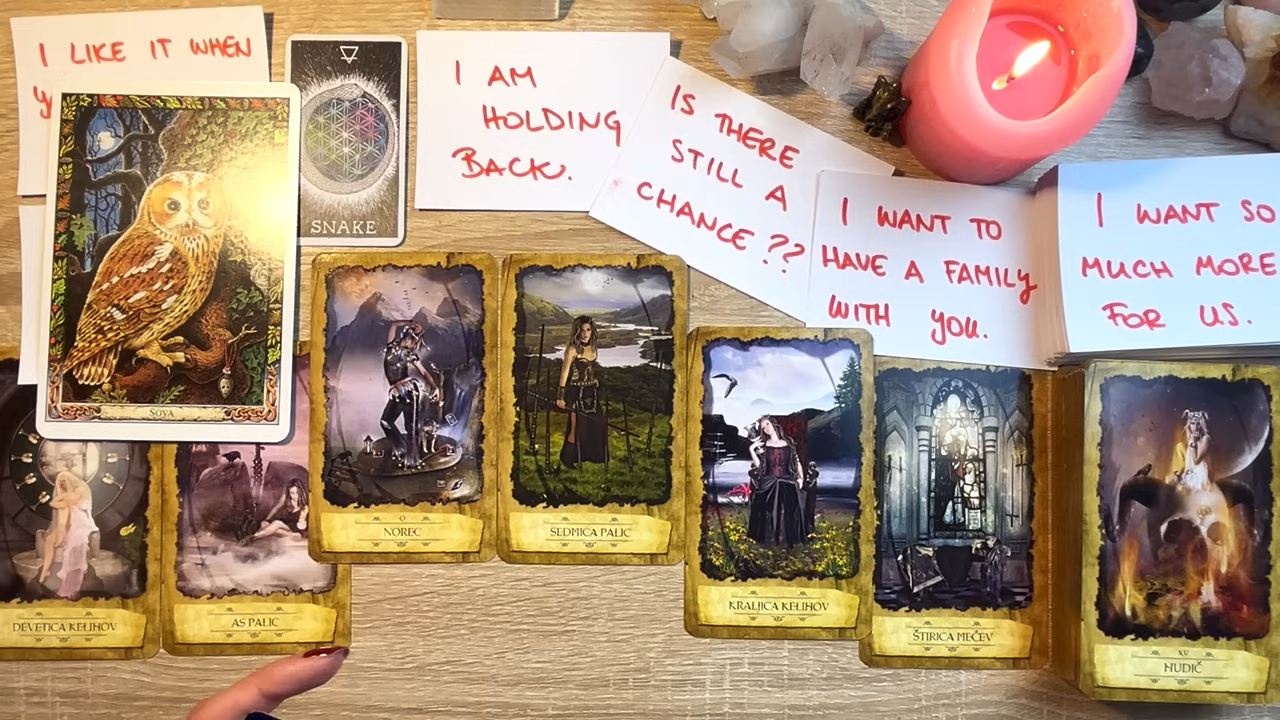 I LIKE IT WHEN
SNAKE
I AM
HOLDING
BACK.
IS THERE
STILL A
CHANCE??
I WANT TO
HAVE A FAMILY
WITH YOU.
I WANT SO
MUCH MORE
FOR US.
SOVA
DEVETICA KELIHOV
AS PALIC
0
NOREC
SEDMICA PALIC
KRALJICA KELIHOV
ŠTIRICA MEČEV
XV
HUDIČ